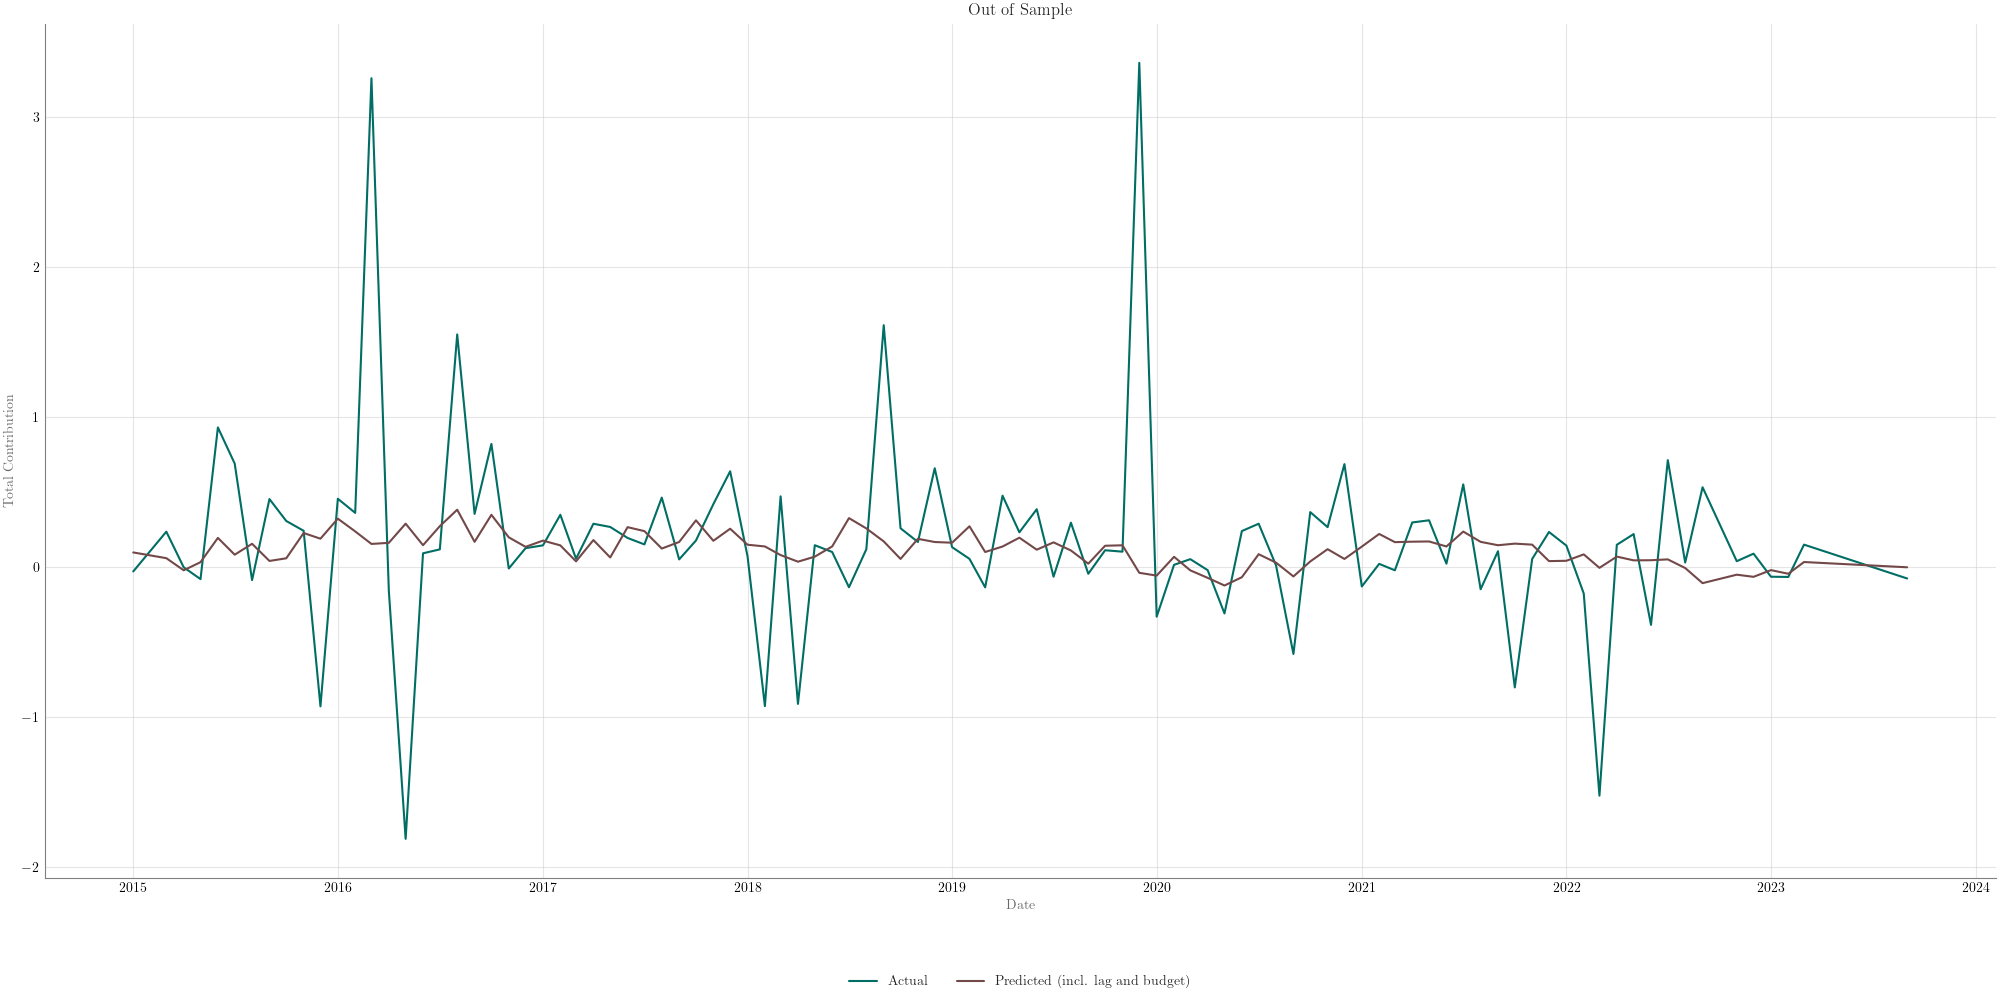 Out of Sample
Total Contribution
3
2
1
0
−1
−2
2015 2016 2017 2018 2019 2020 2021 2022 2023 2024
Date
Actual Predicted (incl. lag and budget)